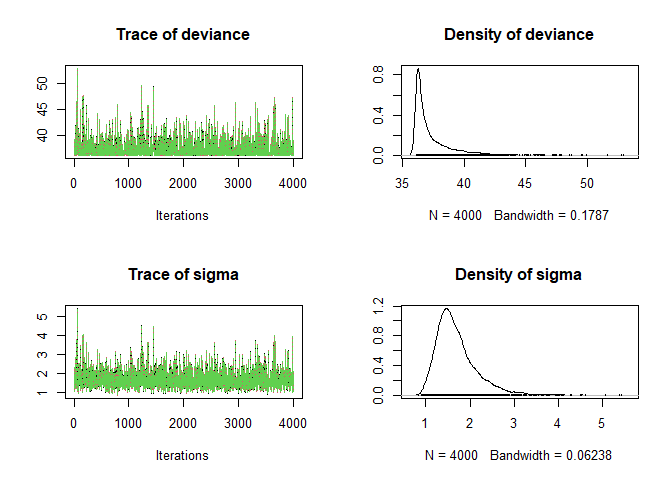 Trace of deviance
50
45
40
0 1000 2000 3000 4000
Iterations
Density of deviance
0.8
0.4
0.0
35 40 45 50
N = 4000 Bandwidth = 0.1787
Trace of sigma
5
4
3
2
1
0 1000 2000 3000 4000
Iterations
Density of sigma
1.2
0.8
0.4
0.0
1 2 3 4 5
N = 4000 Bandwidth = 0.06238